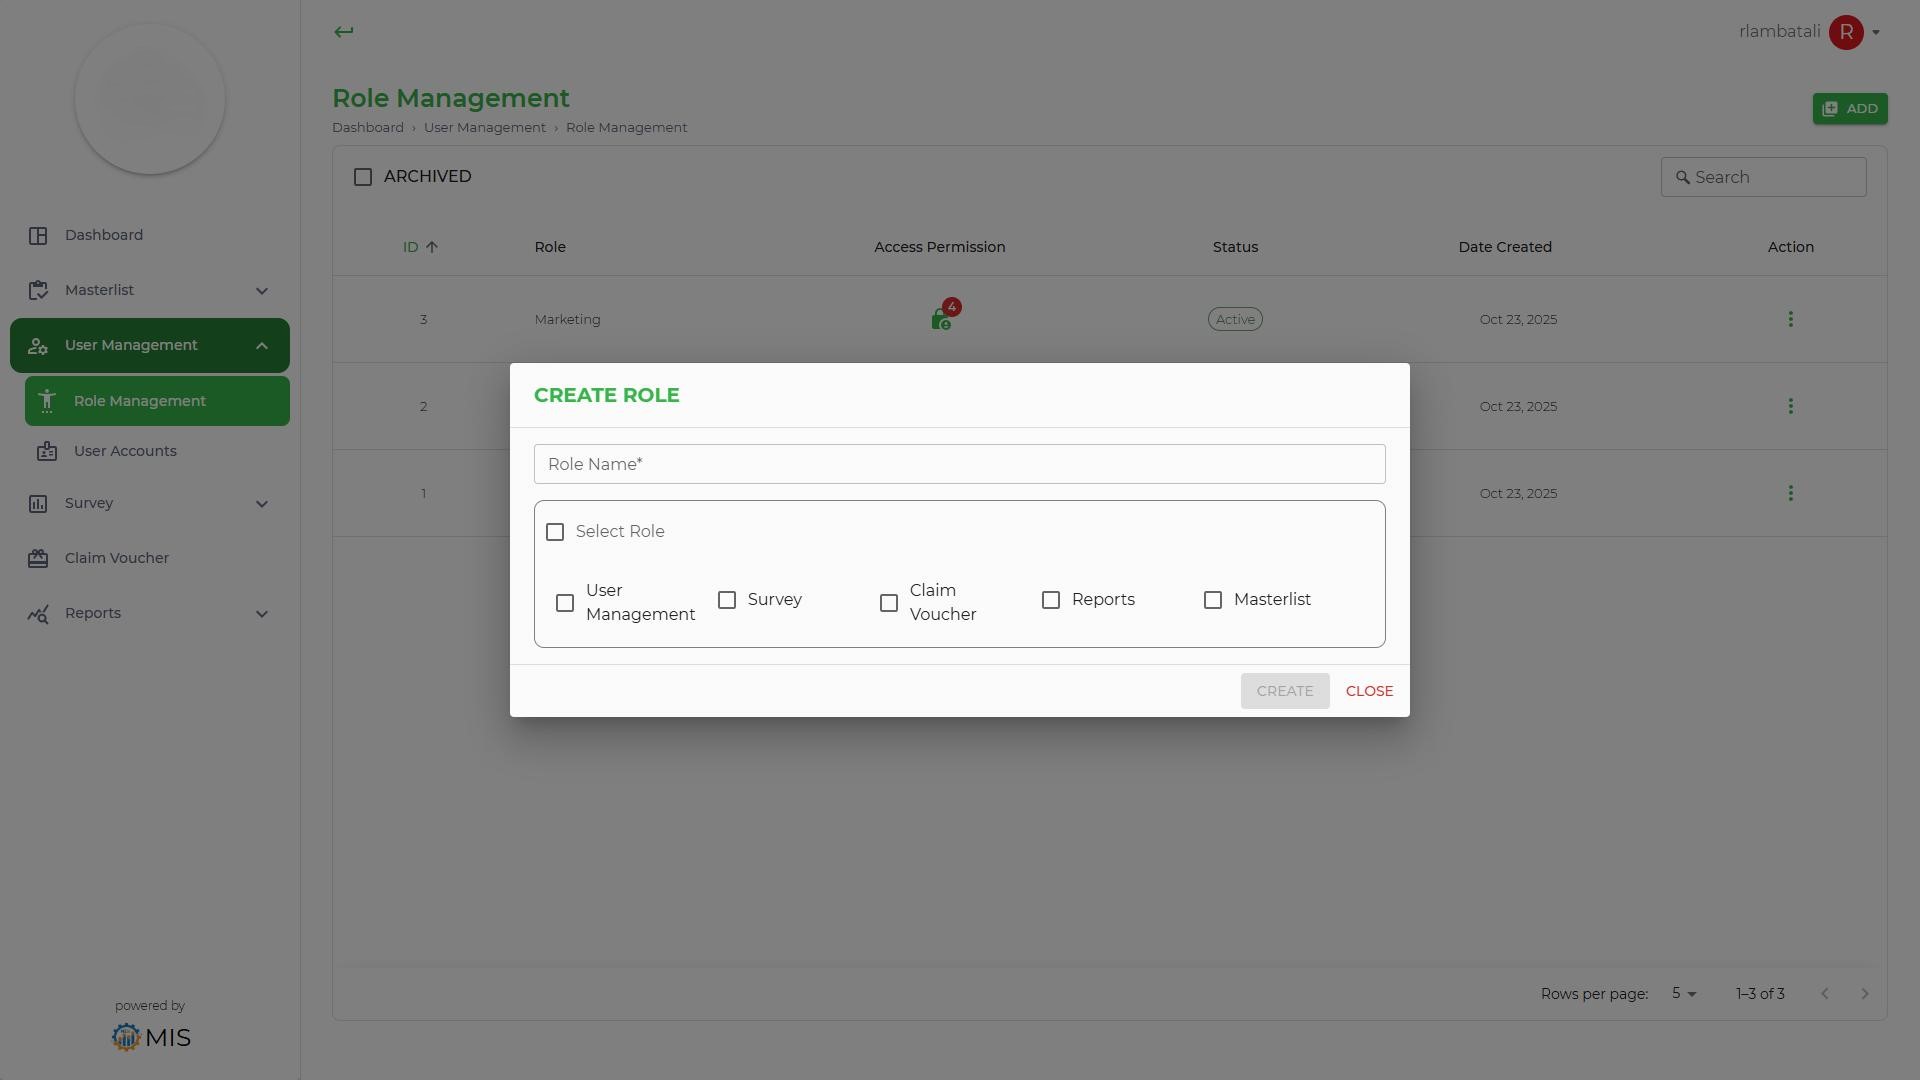 rlambatali
R
Role Management
Dashboard › User Management › Role Management
ADD
ARCHIVED
Search
Dashboard
Masterlist
User Management
Role Management
User Accounts
Survey
Claim Voucher
Reports
ID Role Access Permission Status Date Created Action
3 Marketing 4 Active Oct 23, 2025
2 Oct 23, 2025
1 Oct 23, 2025
CREATE ROLE
Role Name*
Select Role
User Management
Survey
Claim Voucher
Reports
Masterlist
CREATE CLOSE
Rows per page: 5 1–3 of 3
powered by
MIS